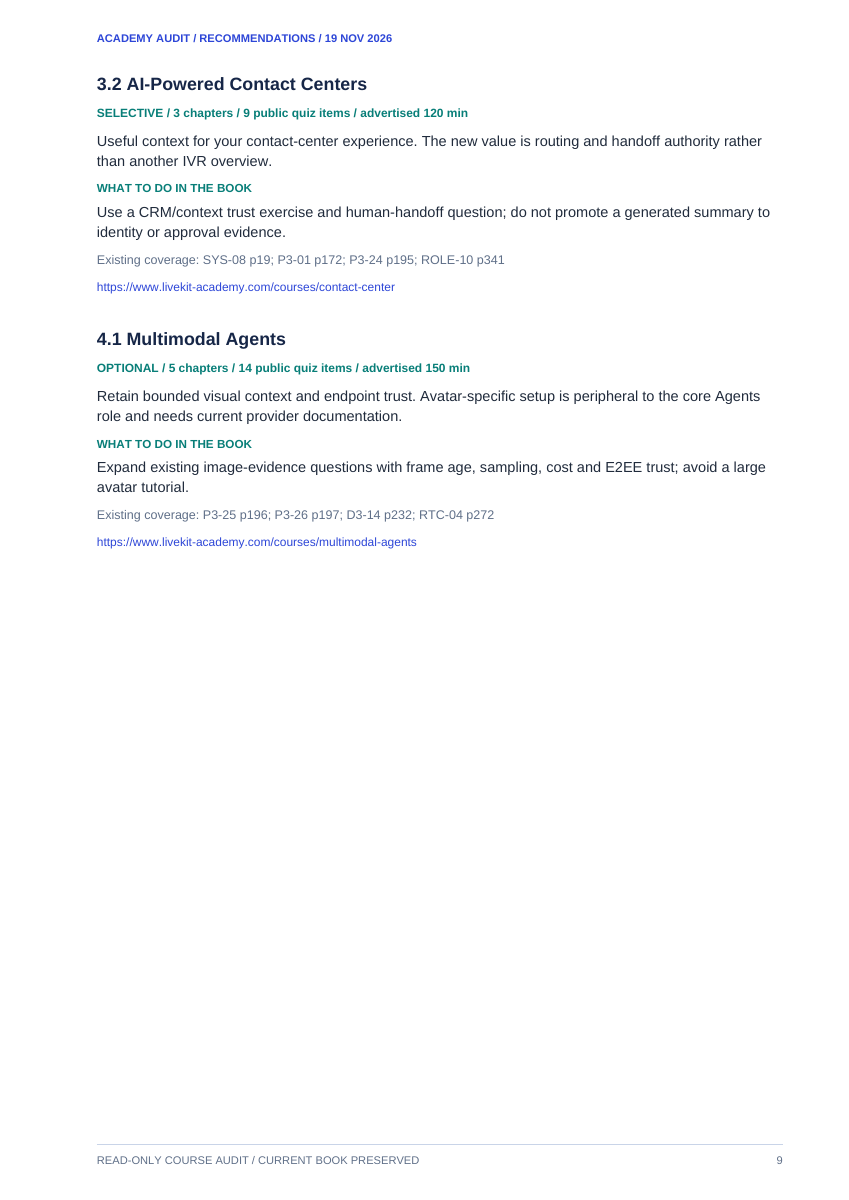 ACADEMY AUDIT / RECOMMENDATIONS / 19 NOV 2026
3.2 AI-Powered Contact Centers
SELECTIVE / 3 chapters / 9 public quiz items / advertised 120 min
Useful context for your contact-center experience. The new value is routing and handoff authority rather
than another IVR overview.
WHAT TO DO IN THE BOOK
Use a CRM/context trust exercise and human-handoff question; do not promote a generated summary to
identity or approval evidence.
Existing coverage: SYS-08 p19; P3-01 p172; P3-24 p195; ROLE-10 p341
https://www.livekit-academy.com/courses/contact-center
4.1 Multimodal Agents
OPTIONAL / 5 chapters / 14 public quiz items / advertised 150 min
Retain bounded visual context and endpoint trust. Avatar-specific setup is peripheral to the core Agents
role and needs current provider documentation.
WHAT TO DO IN THE BOOK
Expand existing image-evidence questions with frame age, sampling, cost and E2EE trust; avoid a large
avatar tutorial.
Existing coverage: P3-25 p196; P3-26 p197; D3-14 p232; RTC-04 p272
https://www.livekit-academy.com/courses/multimodal-agents
READ-ONLY COURSE AUDIT / CURRENT BOOK PRESERVED
9